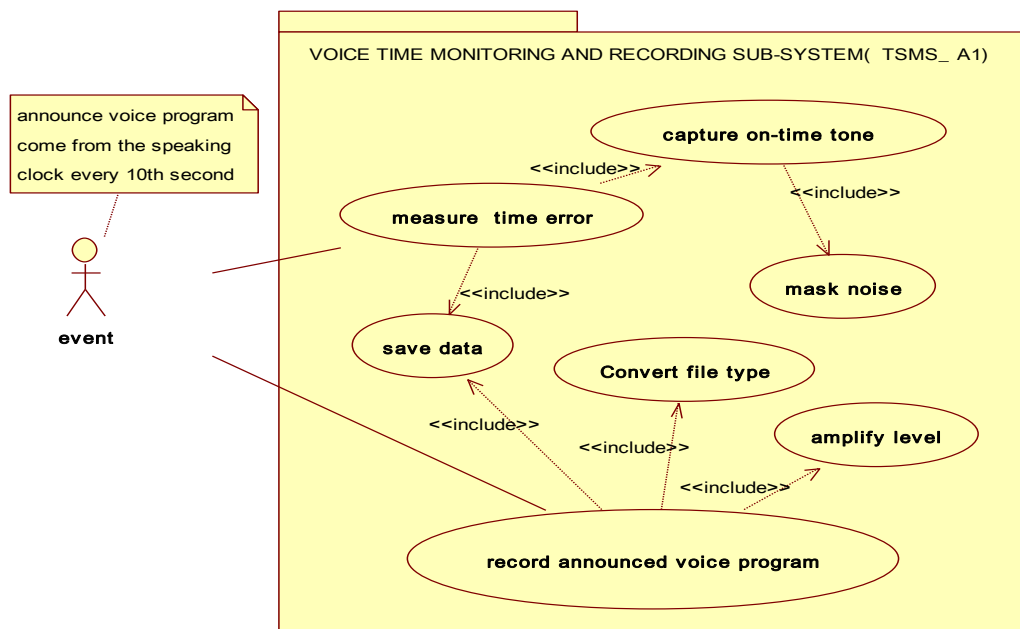 VOICE TIME MONITORING AND RECORDING SUB-SYSTEM( TSMS_ A1)
announce voice program
come from the speaking
clock every 10th second
capture on-time tone
<<include>>
<<include>>
measure time error
mask noise
<<include>>
event
save data
Convert file type
<<include>>
amplify level
<<include>>
<<include>>
record announced voice program